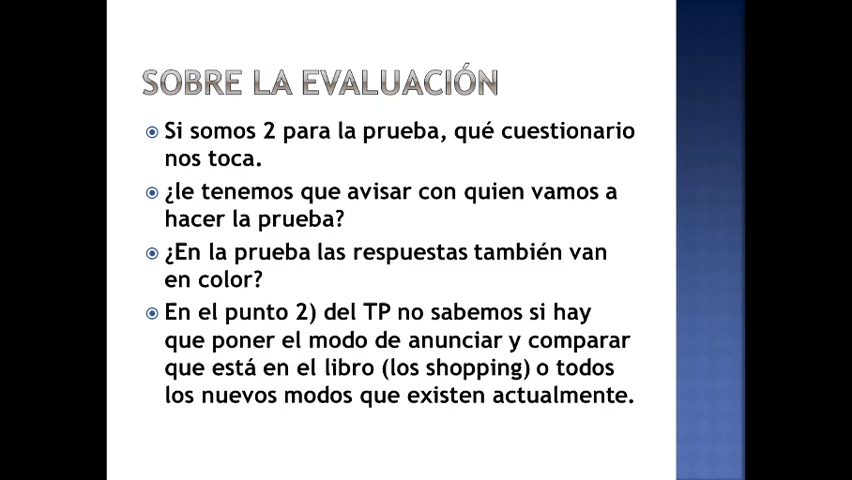 SOBRE LA EVALUACIÓN
Si somos 2 para la prueba, qué cuestionario
nos toca.
¿le tenemos que avisar con quien vamos a
hacer la prueba?
¿En la prueba las respuestas también van
en color?
En el punto 2) del TP no sabemos si hay
que poner el modo de anunciar y comparar
que está en el libro (los shopping) o todos
los nuevos modos que existen actualmente.